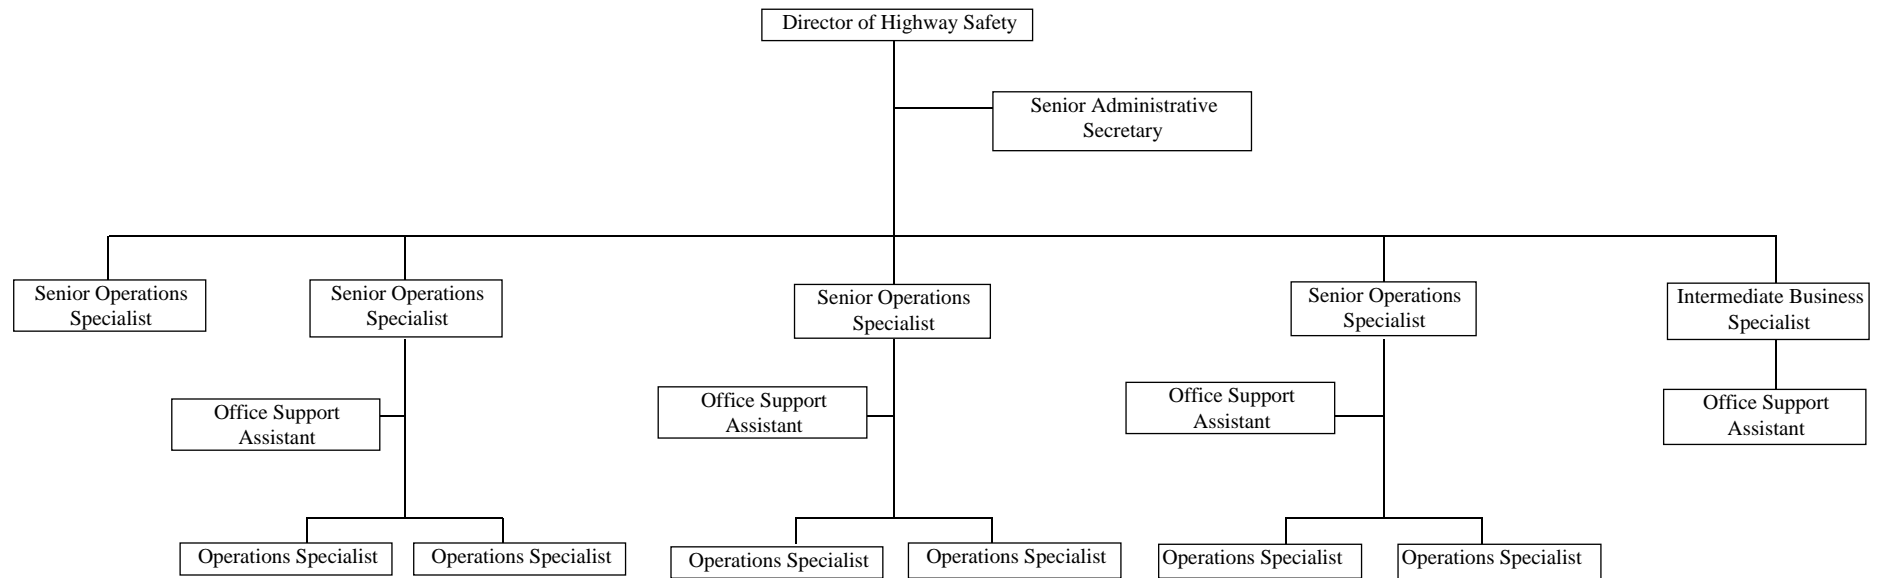 Director of Highway Safety
Senior Administrative
Secretary
Senior Operations
Specialist
Senior Operations
Specialist
Senior Operations
Specialist
Senior Operations
Specialist
Intermediate Business
Specialist
Office Support
Assistant
Office Support
Assistant
Office Support
Assistant
Office Support
Assistant
Operations Specialist
Operations Specialist
Operations Specialist
Operations Specialist
Operations Specialist
Operations Specialist